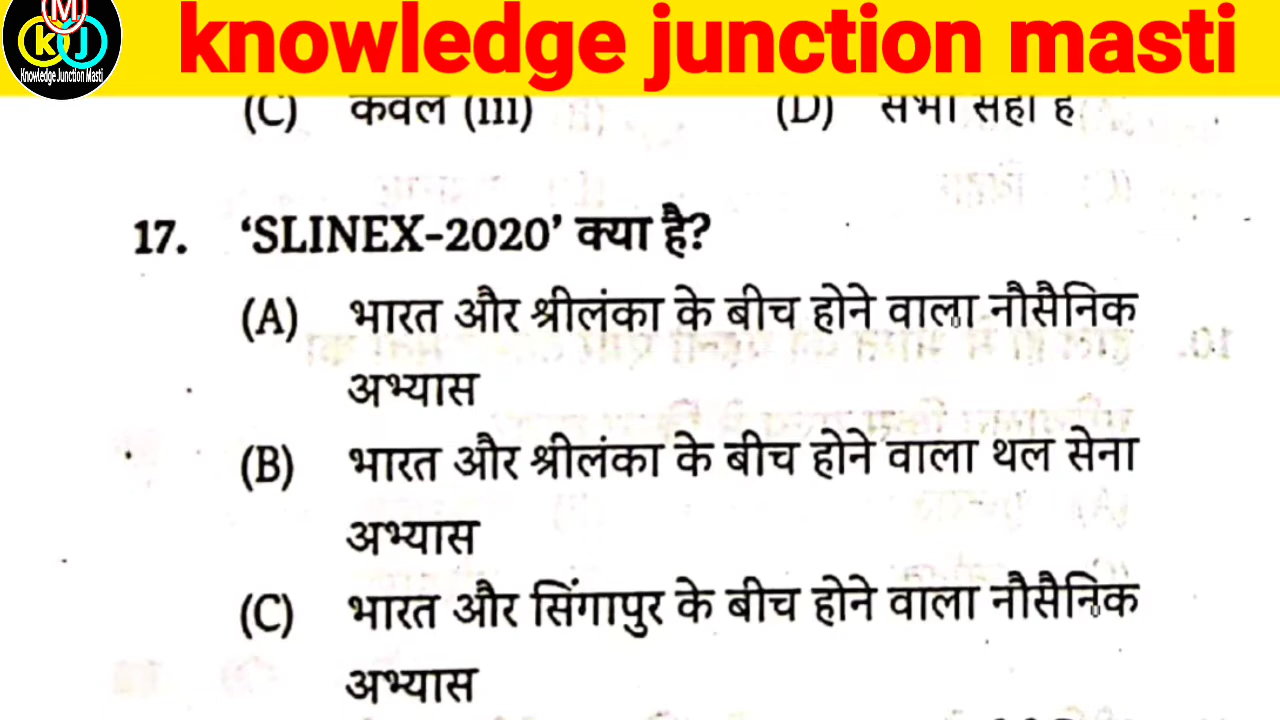 M
K J
Knowledge Junction Masti
knowledge junction masti
(C) केवल (iii) (D) सभी सही है
17. ‘SLINEX-2020’ क्या है?
(A) भारत और श्रीलंका के बीच होने वाला नौसैनिक
अभ्यास
(B) भारत और श्रीलंका के बीच होने वाला थल सेना
अभ्यास
(C) भारत और सिंगापुर के बीच होने वाला नौसैनिक
अभ्यास